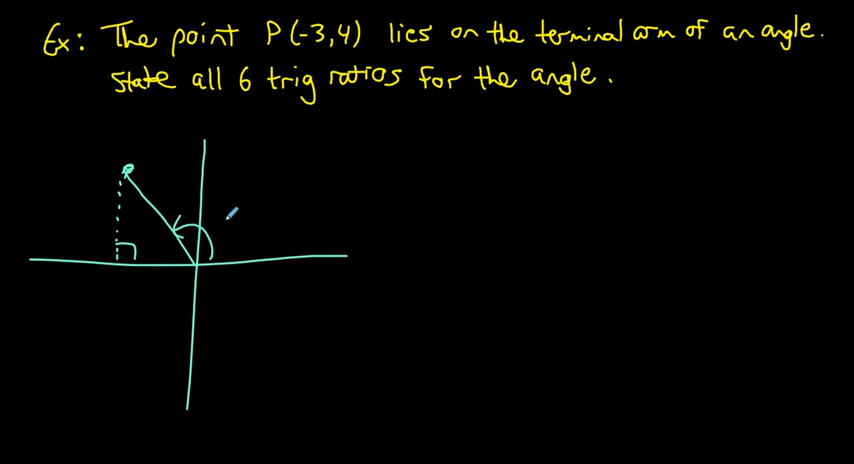 Ex: The point P(-3,4) lies on the terminal arm of an angle.
State all 6 trig ratios for the angle.